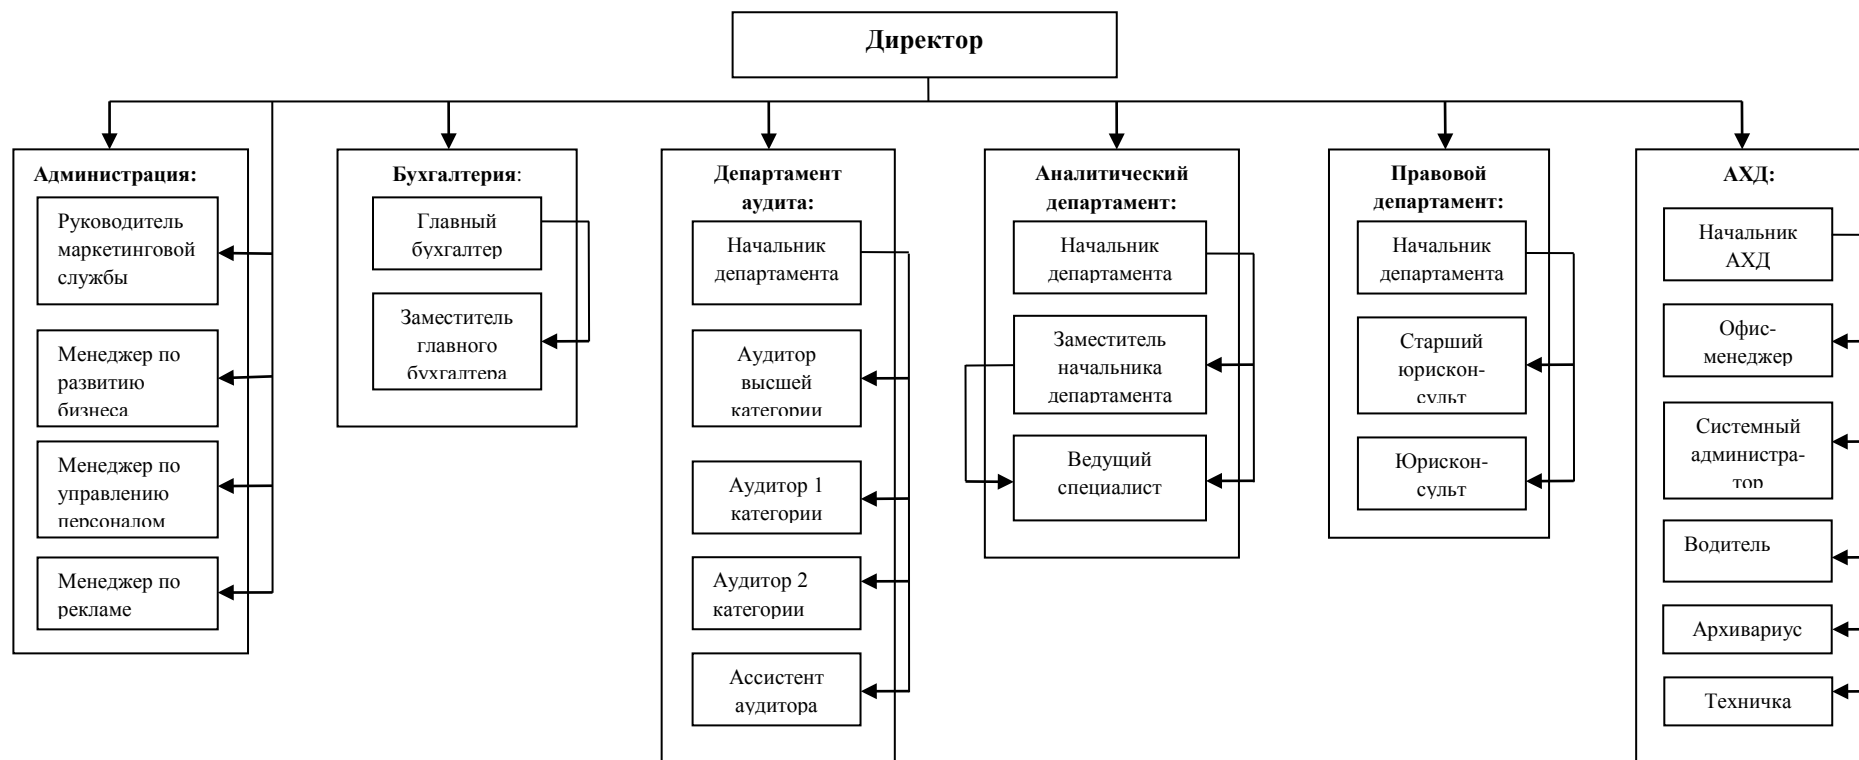 Директор
Администрация:
Руководитель
маркетинговой
службы
Менеджер по
развитию
бизнеса
Менеджер по
управлению
персоналом
Менеджер по
рекламе
Бухгалтерия:
Главный
бухгалтер
Заместитель
главного
бухгалтера
Департамент
аудита:
Начальник
департамента
Аудитор
высшей
категории
Аудитор 1
категории
Аудитор 2
категории
Ассистент
аудитора
Аналитический
департамент:
Начальник
департамента
Заместитель
начальника
департамента
Ведущий
специалист
Правовой
департамент:
Начальник
департамента
Старший
юрискон-
сульт
Юрискон-
сульт
АХД:
Начальник
АХД
Офис-
менеджер
Системный
администра-
тор
Водитель
Архивариус
Техничка